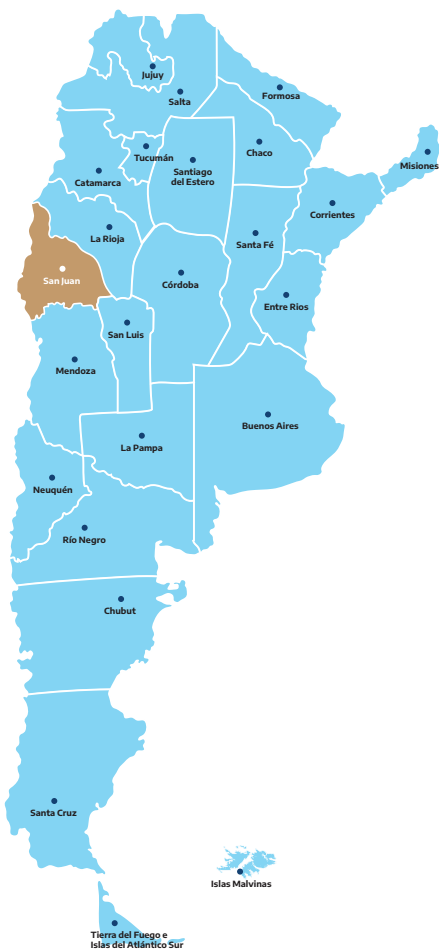 Jujuy
Salta
Formosa
Tucumán
Chaco
Santiago
del Estero
Misiones
Catamarca
Corrientes
La Rioja
Santa Fé
San Juan
Córdoba
Entre Rios
San Luis
Mendoza
Buenos Aires
La Pampa
Neuquén
Río Negro
Chubut
Santa Cruz
Islas Malvinas
Tierra del Fuego e
Islas del Atlántico Sur